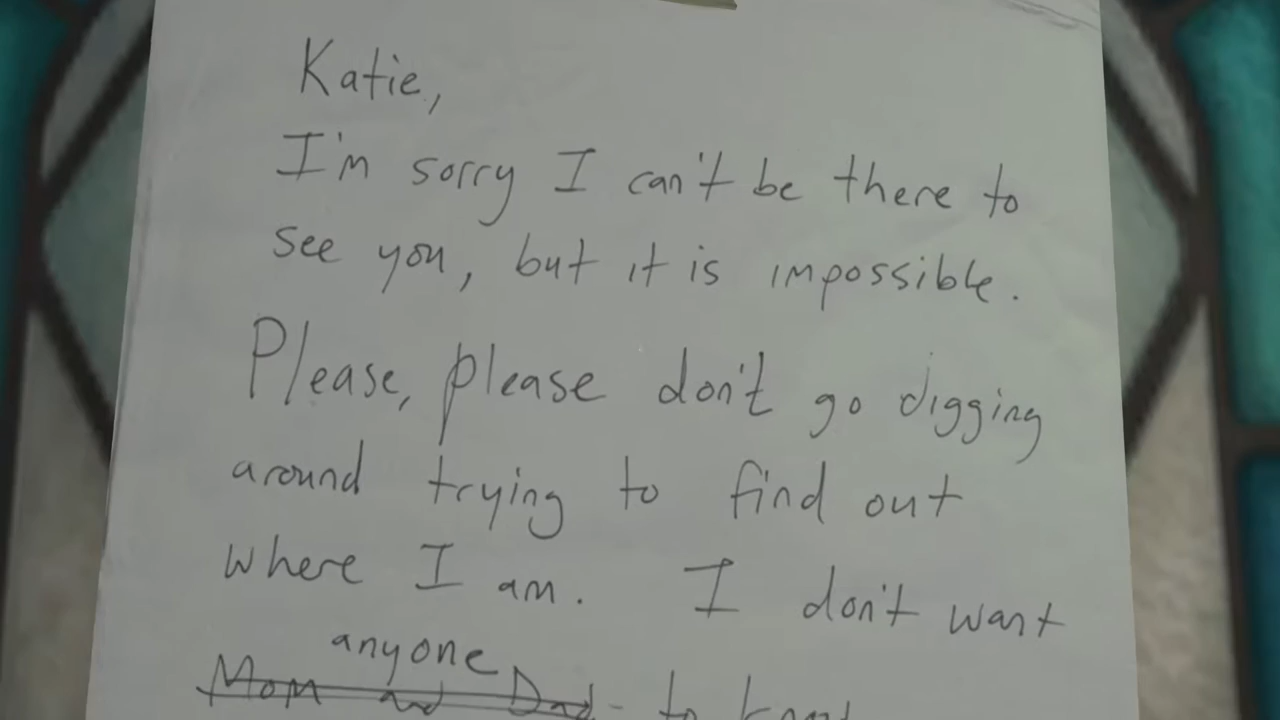 Katie,
I'm sorry I can't be there to
see you, but it is impossible.
Please, please don't go digging
around trying to find out
where I am. I don't want
anyone
Mom and Dad to know